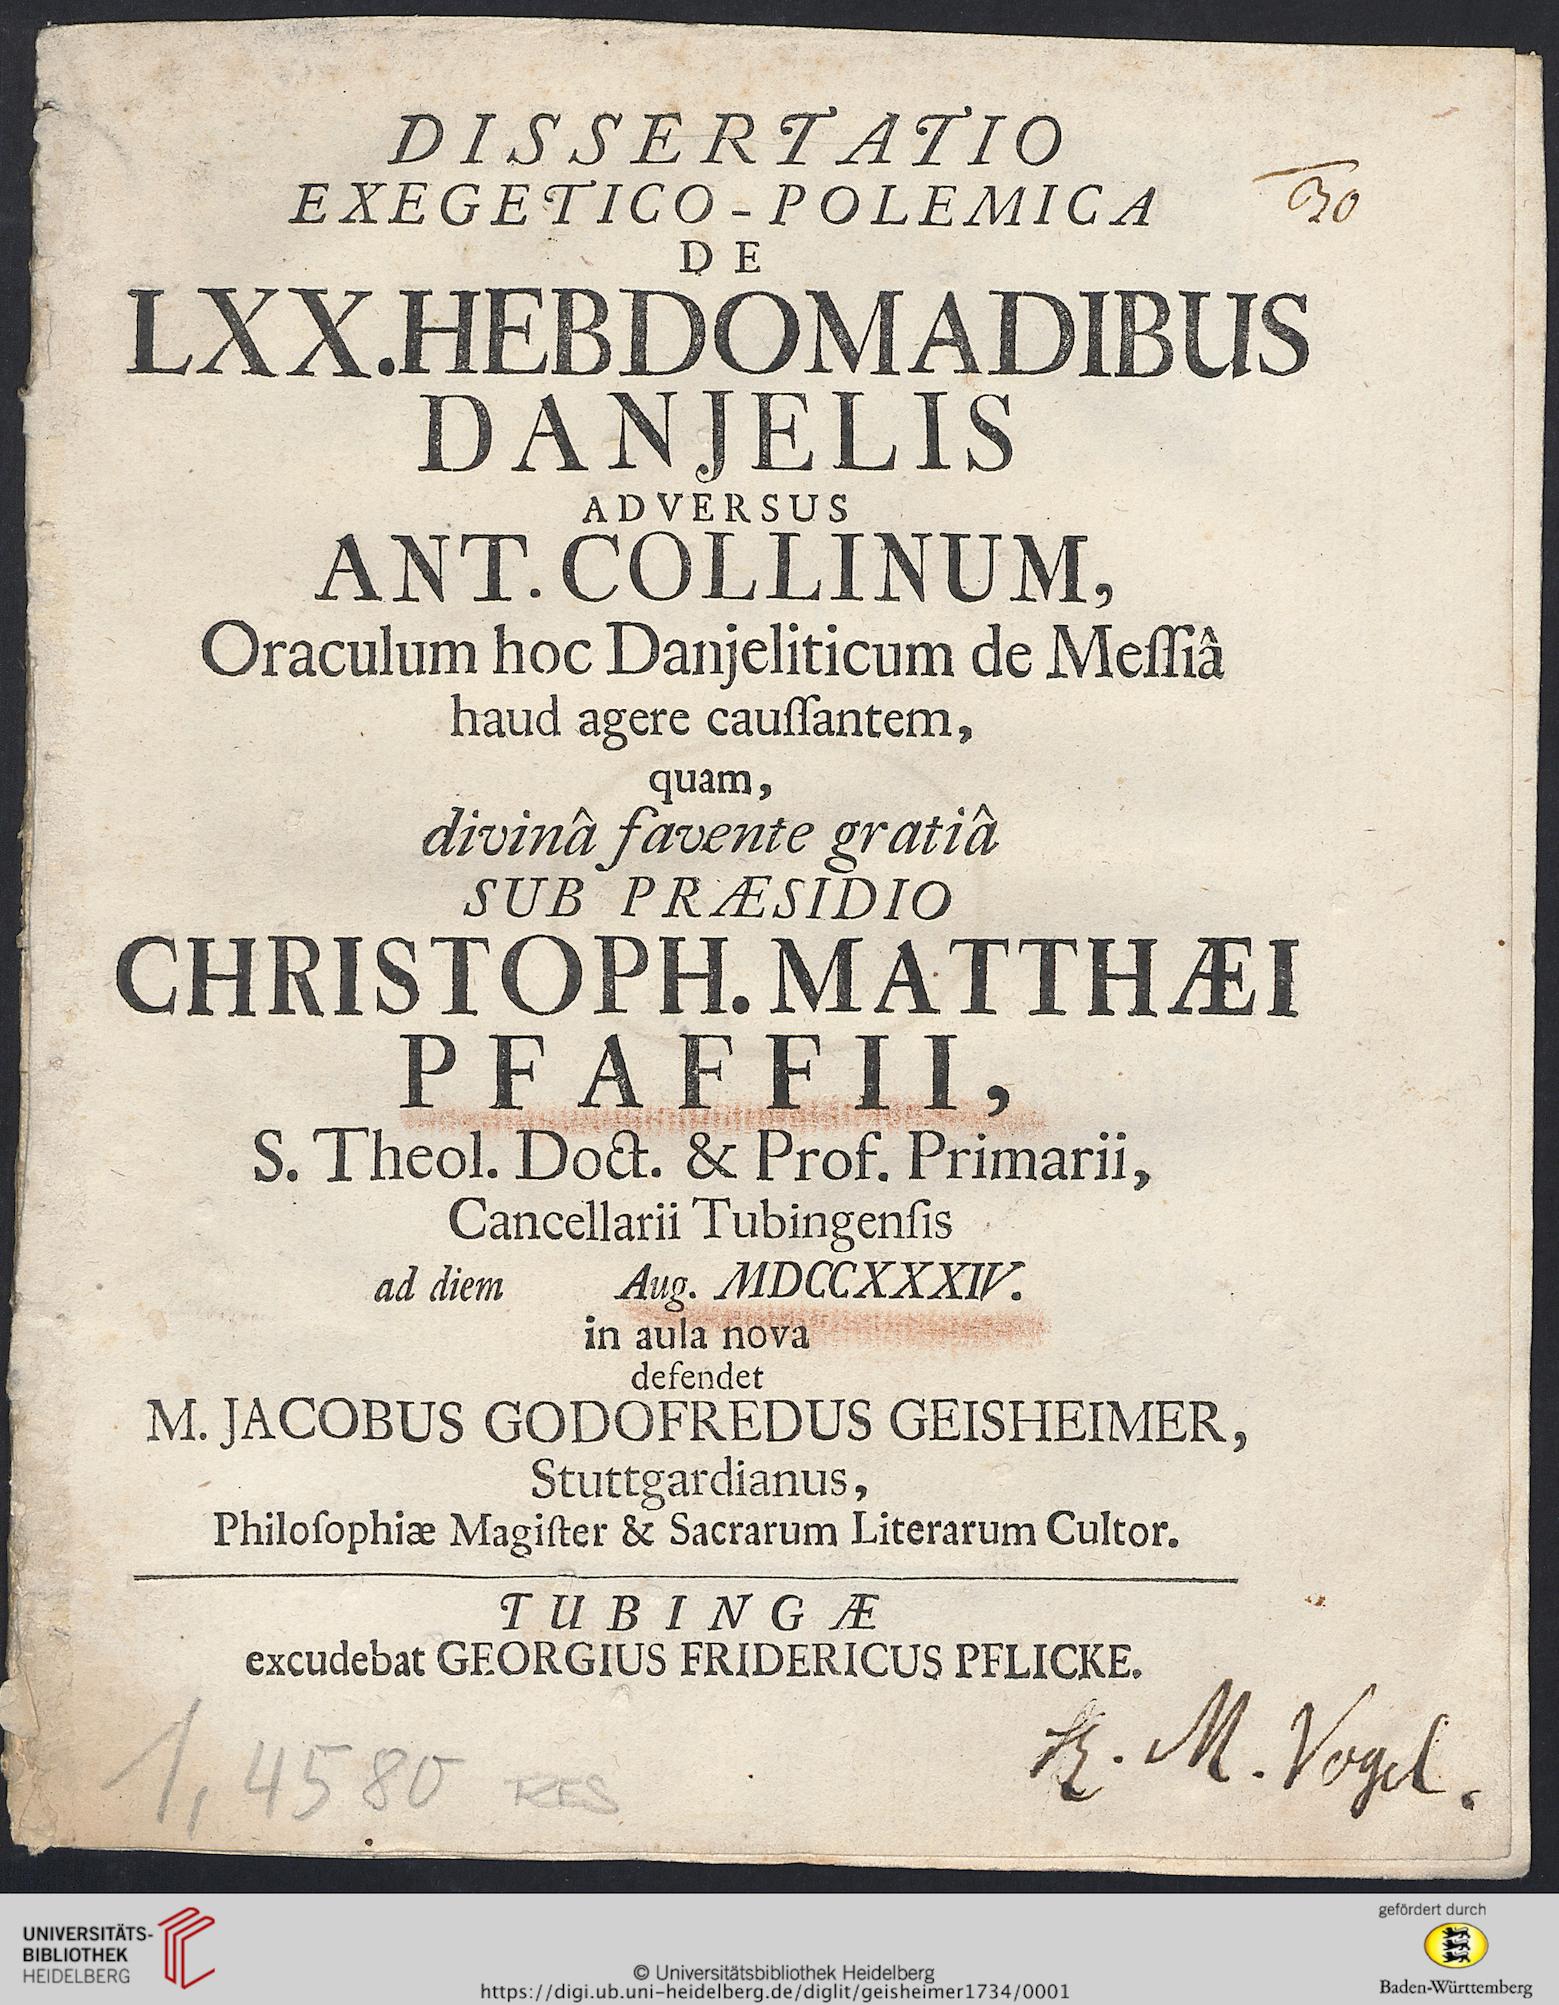 DISSERTATIO
EXEGETICO-POLEMICA
DE
LXX. HEBDOMADIBUS
DANJELIS
ADVERSUS
ANT. COLLINUM,
Oraculum hoc Danjeliticum de Meſſiâ
haud agere cauſſantem,
quam,
divinâ favente gratiâ
SUB PRÆSIDIO
CHRISTOPH. MATTHÆI
PFAFFII,
S. Theol. Doct. & Prof. Primarii,
Cancellarii Tubingenſis
ad diem Aug. MDCCXXXIV.
in aula nova
defendet
M. JACOBUS GODOFREDUS GEISHEIMER,
Stuttgardianus,
Philoſophiæ Magiſter & Sacrarum Literarum Cultor.
TUBINGÆ
excudebat GEORGIUS FRIDERICUS PFLICKE.
M. Vogel.
1, 4580 RES
UNIVERSITÄTS-
BIBLIOTHEK
HEIDELBERG
© Universitätsbibliothek Heidelberg
https://digi.ub.uni-heidelberg.de/diglit/geisheimer1734/0001
gefördert durch
Baden-Württemberg